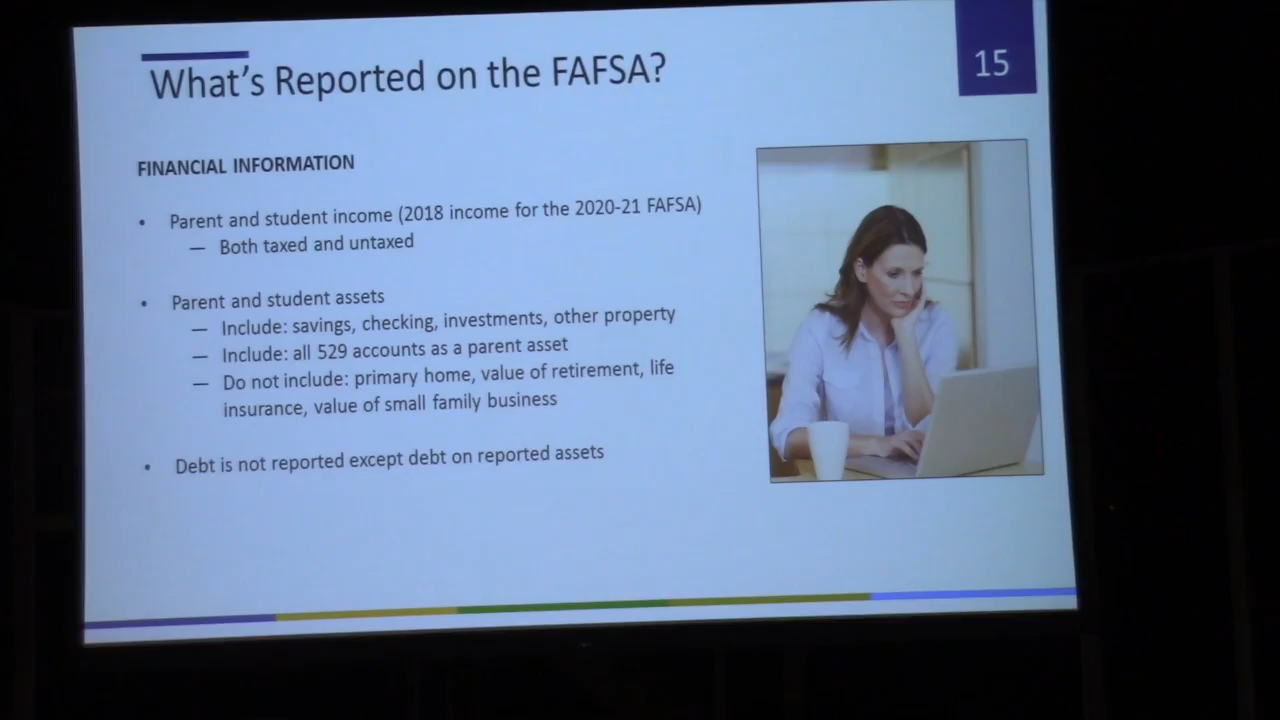 What's Reported on the FAFSA?
15
FINANCIAL INFORMATION
• Parent and student income (2018 income for the 2020-21 FAFSA)
— Both taxed and untaxed
• Parent and student assets
— Include: savings, checking, investments, other property
— Include: all 529 accounts as a parent asset
— Do not include: primary home, value of retirement, life
insurance, value of small family business
• Debt is not reported except debt on reported assets